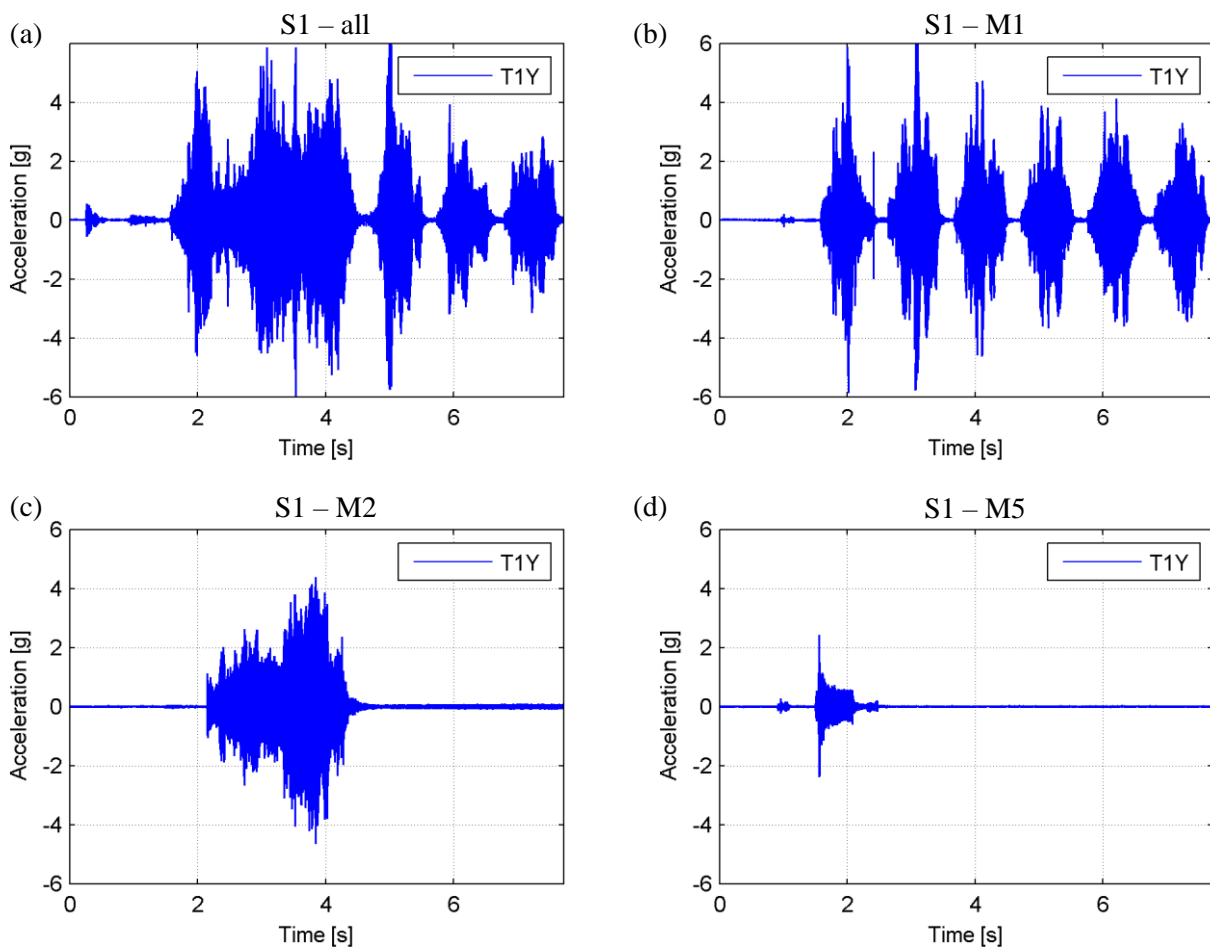 (a)
S1 – all
6
4
2
0
-2
-4
-6
Acceleration [g]
T1Y
0 2 4 6
Time [s]
(b)
S1 – M1
6
4
2
0
-2
-4
-6
Acceleration [g]
T1Y
0 2 4 6
Time [s]
(c)
S1 – M2
6
4
2
0
-2
-4
-6
Acceleration [g]
T1Y
0 2 4 6
Time [s]
(d)
S1 – M5
6
4
2
0
-2
-4
-6
Acceleration [g]
T1Y
0 2 4 6
Time [s]